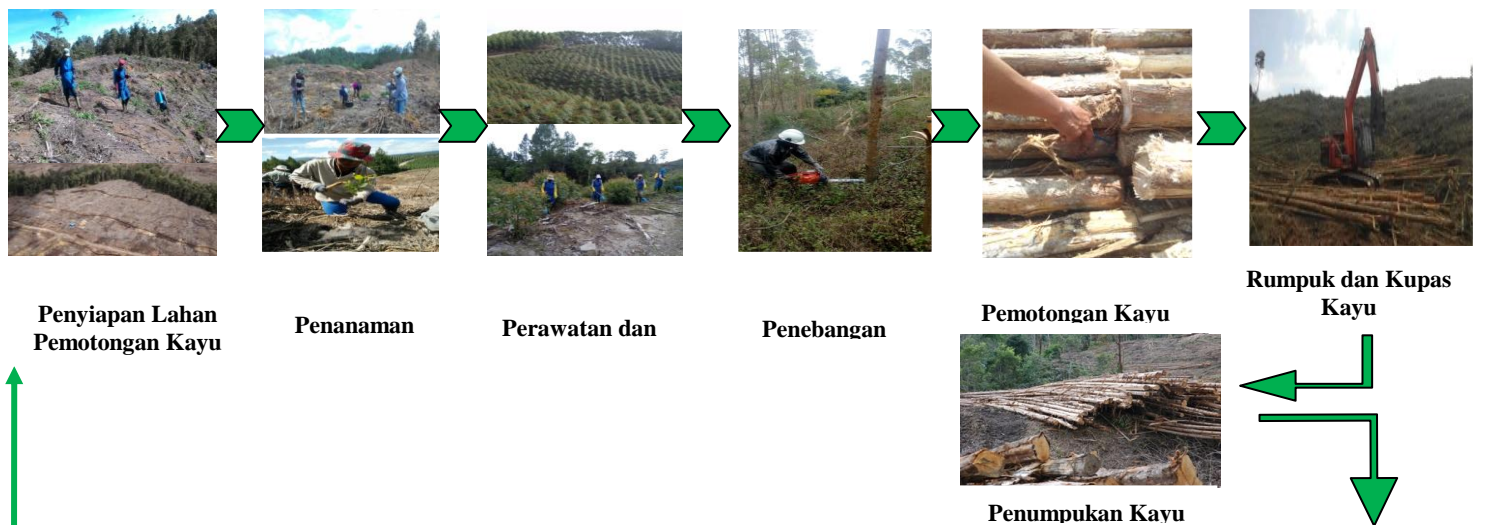 Penyiapan Lahan
Pemotongan Kayu
Penanaman
Perawatan dan
Penebangan
Pemotongan Kayu
Rumpuk dan Kupas
Kayu
Penumpukan Kayu